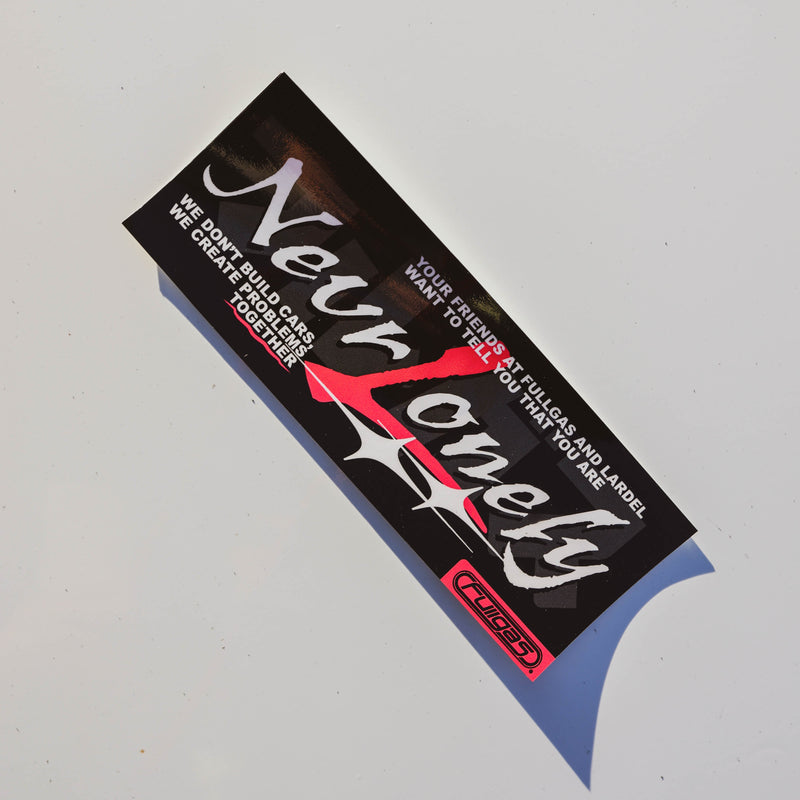 YOUR FRIENDS AT FULLGAS AND LARDEL
WANT TO TELL YOU THAT YOU ARE
Nevr Lonely
WE DON'T BUILD CARS,
WE CREATE PROBLEMS
TOGETHER
Fullgas